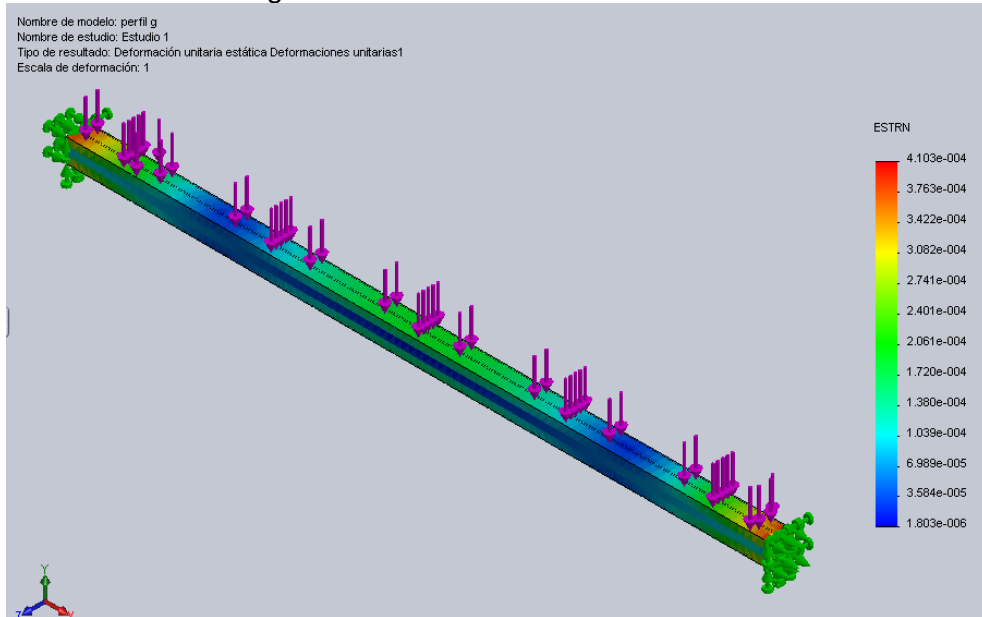 Nombre de modelo: perfil g
Nombre de estudio: Estudio 1
Tipo de resultado: Deformación unitaria estática Deformaciones unitarias1
Escala de deformación: 1
ESTRN
4.103e-004
3.763e-004
3.422e-004
3.082e-004
2.741e-004
2.401e-004
2.061e-004
1.720e-004
1.380e-004
1.039e-004
6.989e-005
3.584e-005
1.803e-006
Y
Z
X